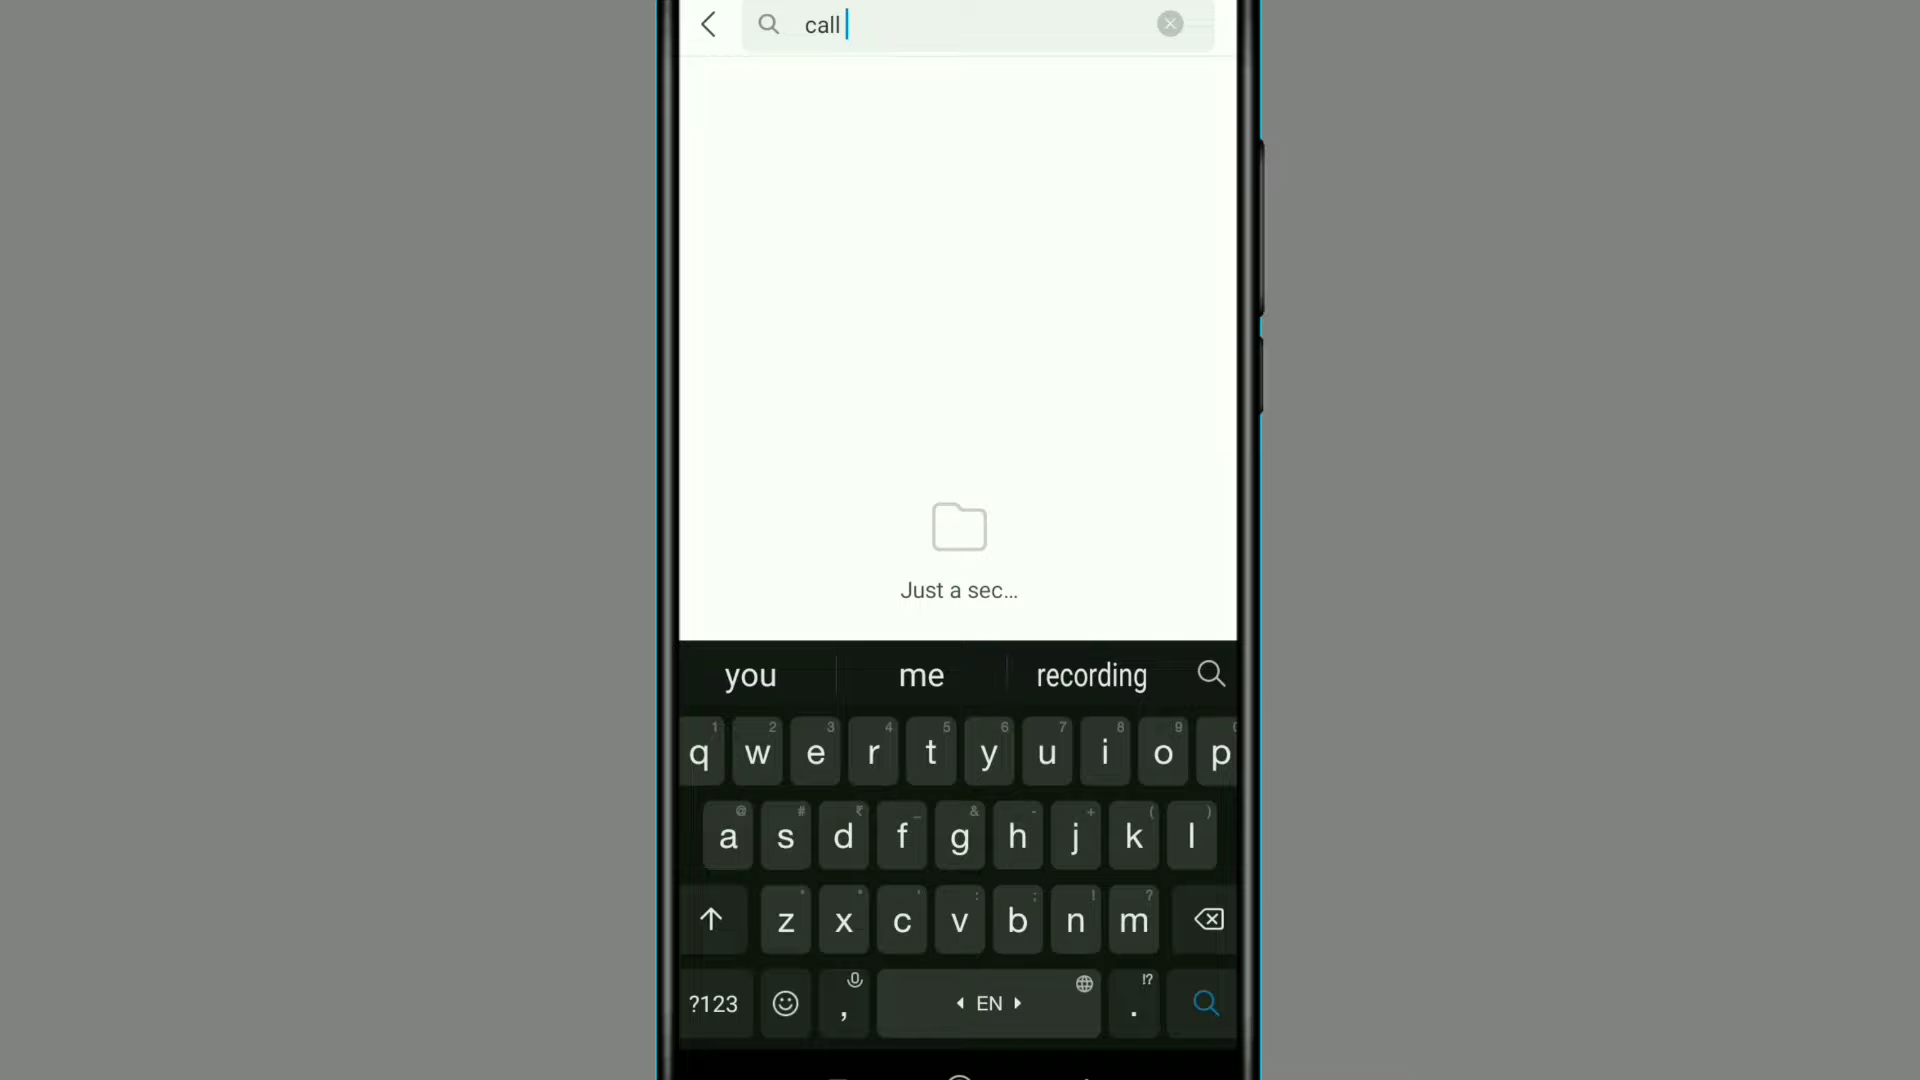 call
Just a sec...
you me recording
1 2 3 4 5 6 7 8 9
q w e r t y u i o p
@ # ₹ _ & - + ( )
a s d f g h j k l
' : ; ! ?
z x c v b n m
!?
?123 , EN .